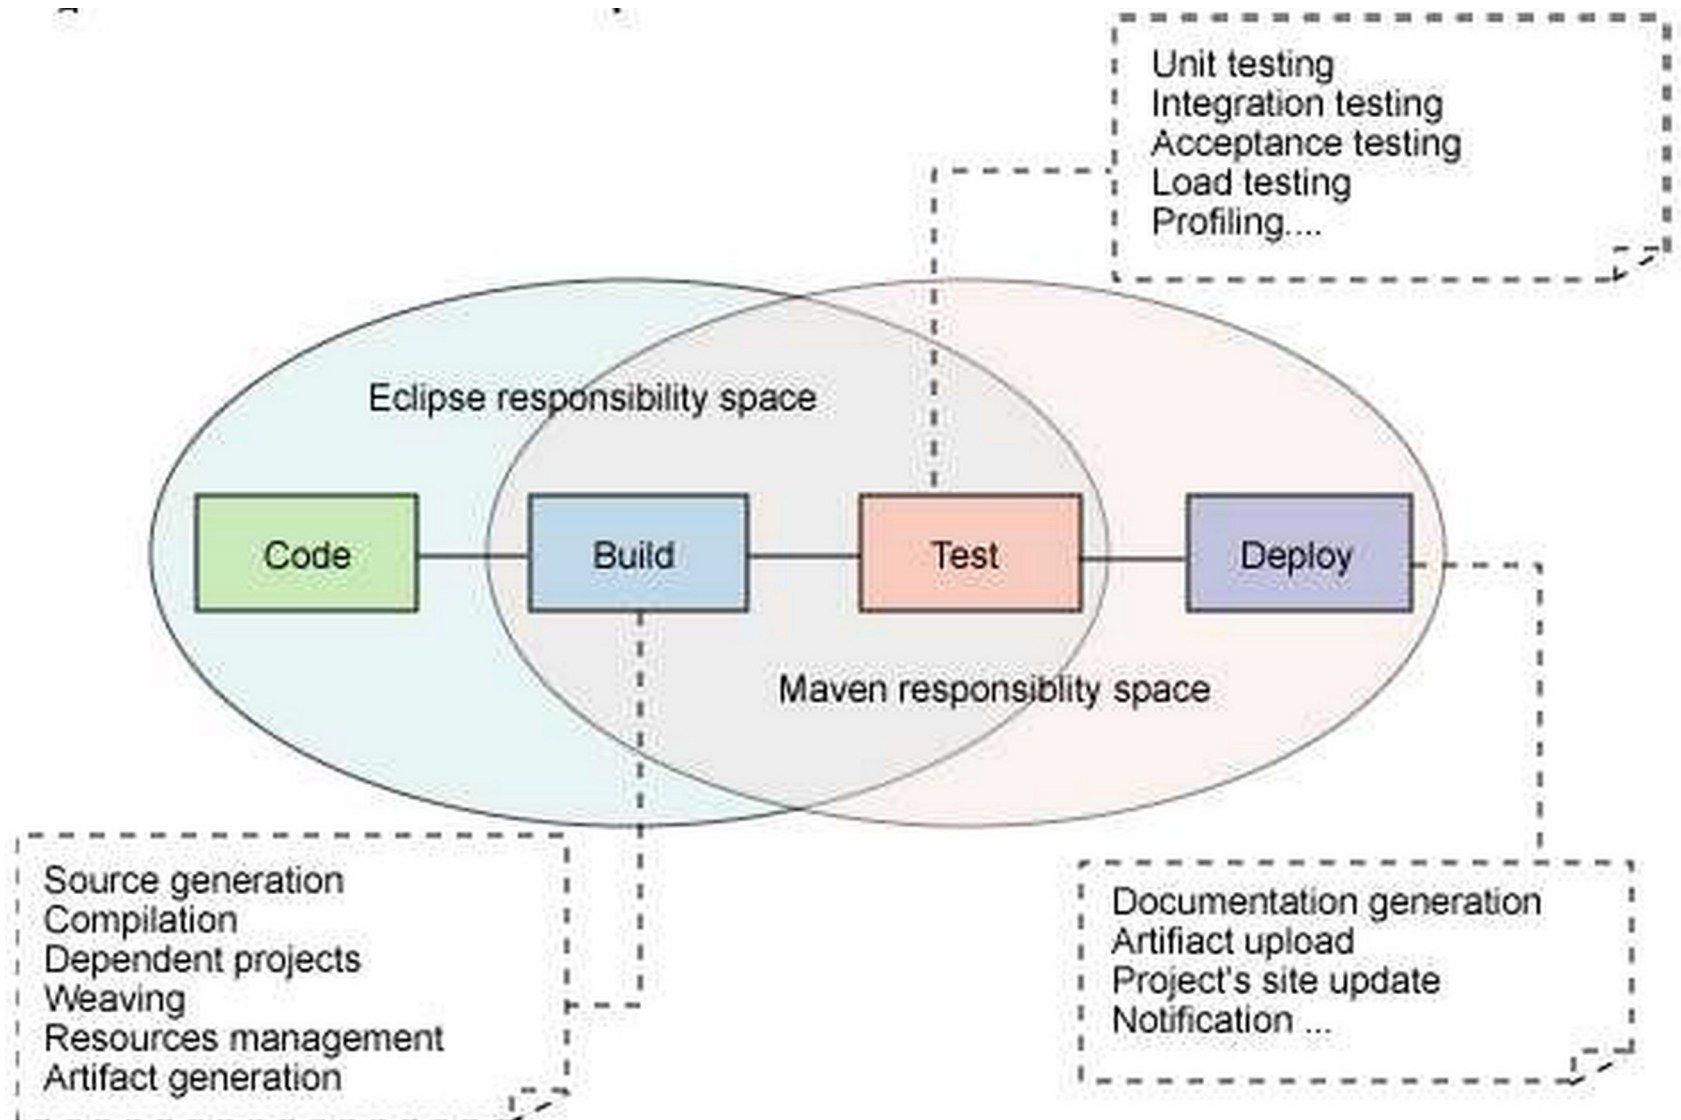 Unit testing
Integration testing
Acceptance testing
Load testing
Profiling....
Eclipse responsibility space
Code
Build
Test
Deploy
Maven responsiblity space
Source generation
Compilation
Dependent projects
Weaving
Resources management
Artifact generation
Documentation generation
Artifiact upload
Project's site update
Notification ...